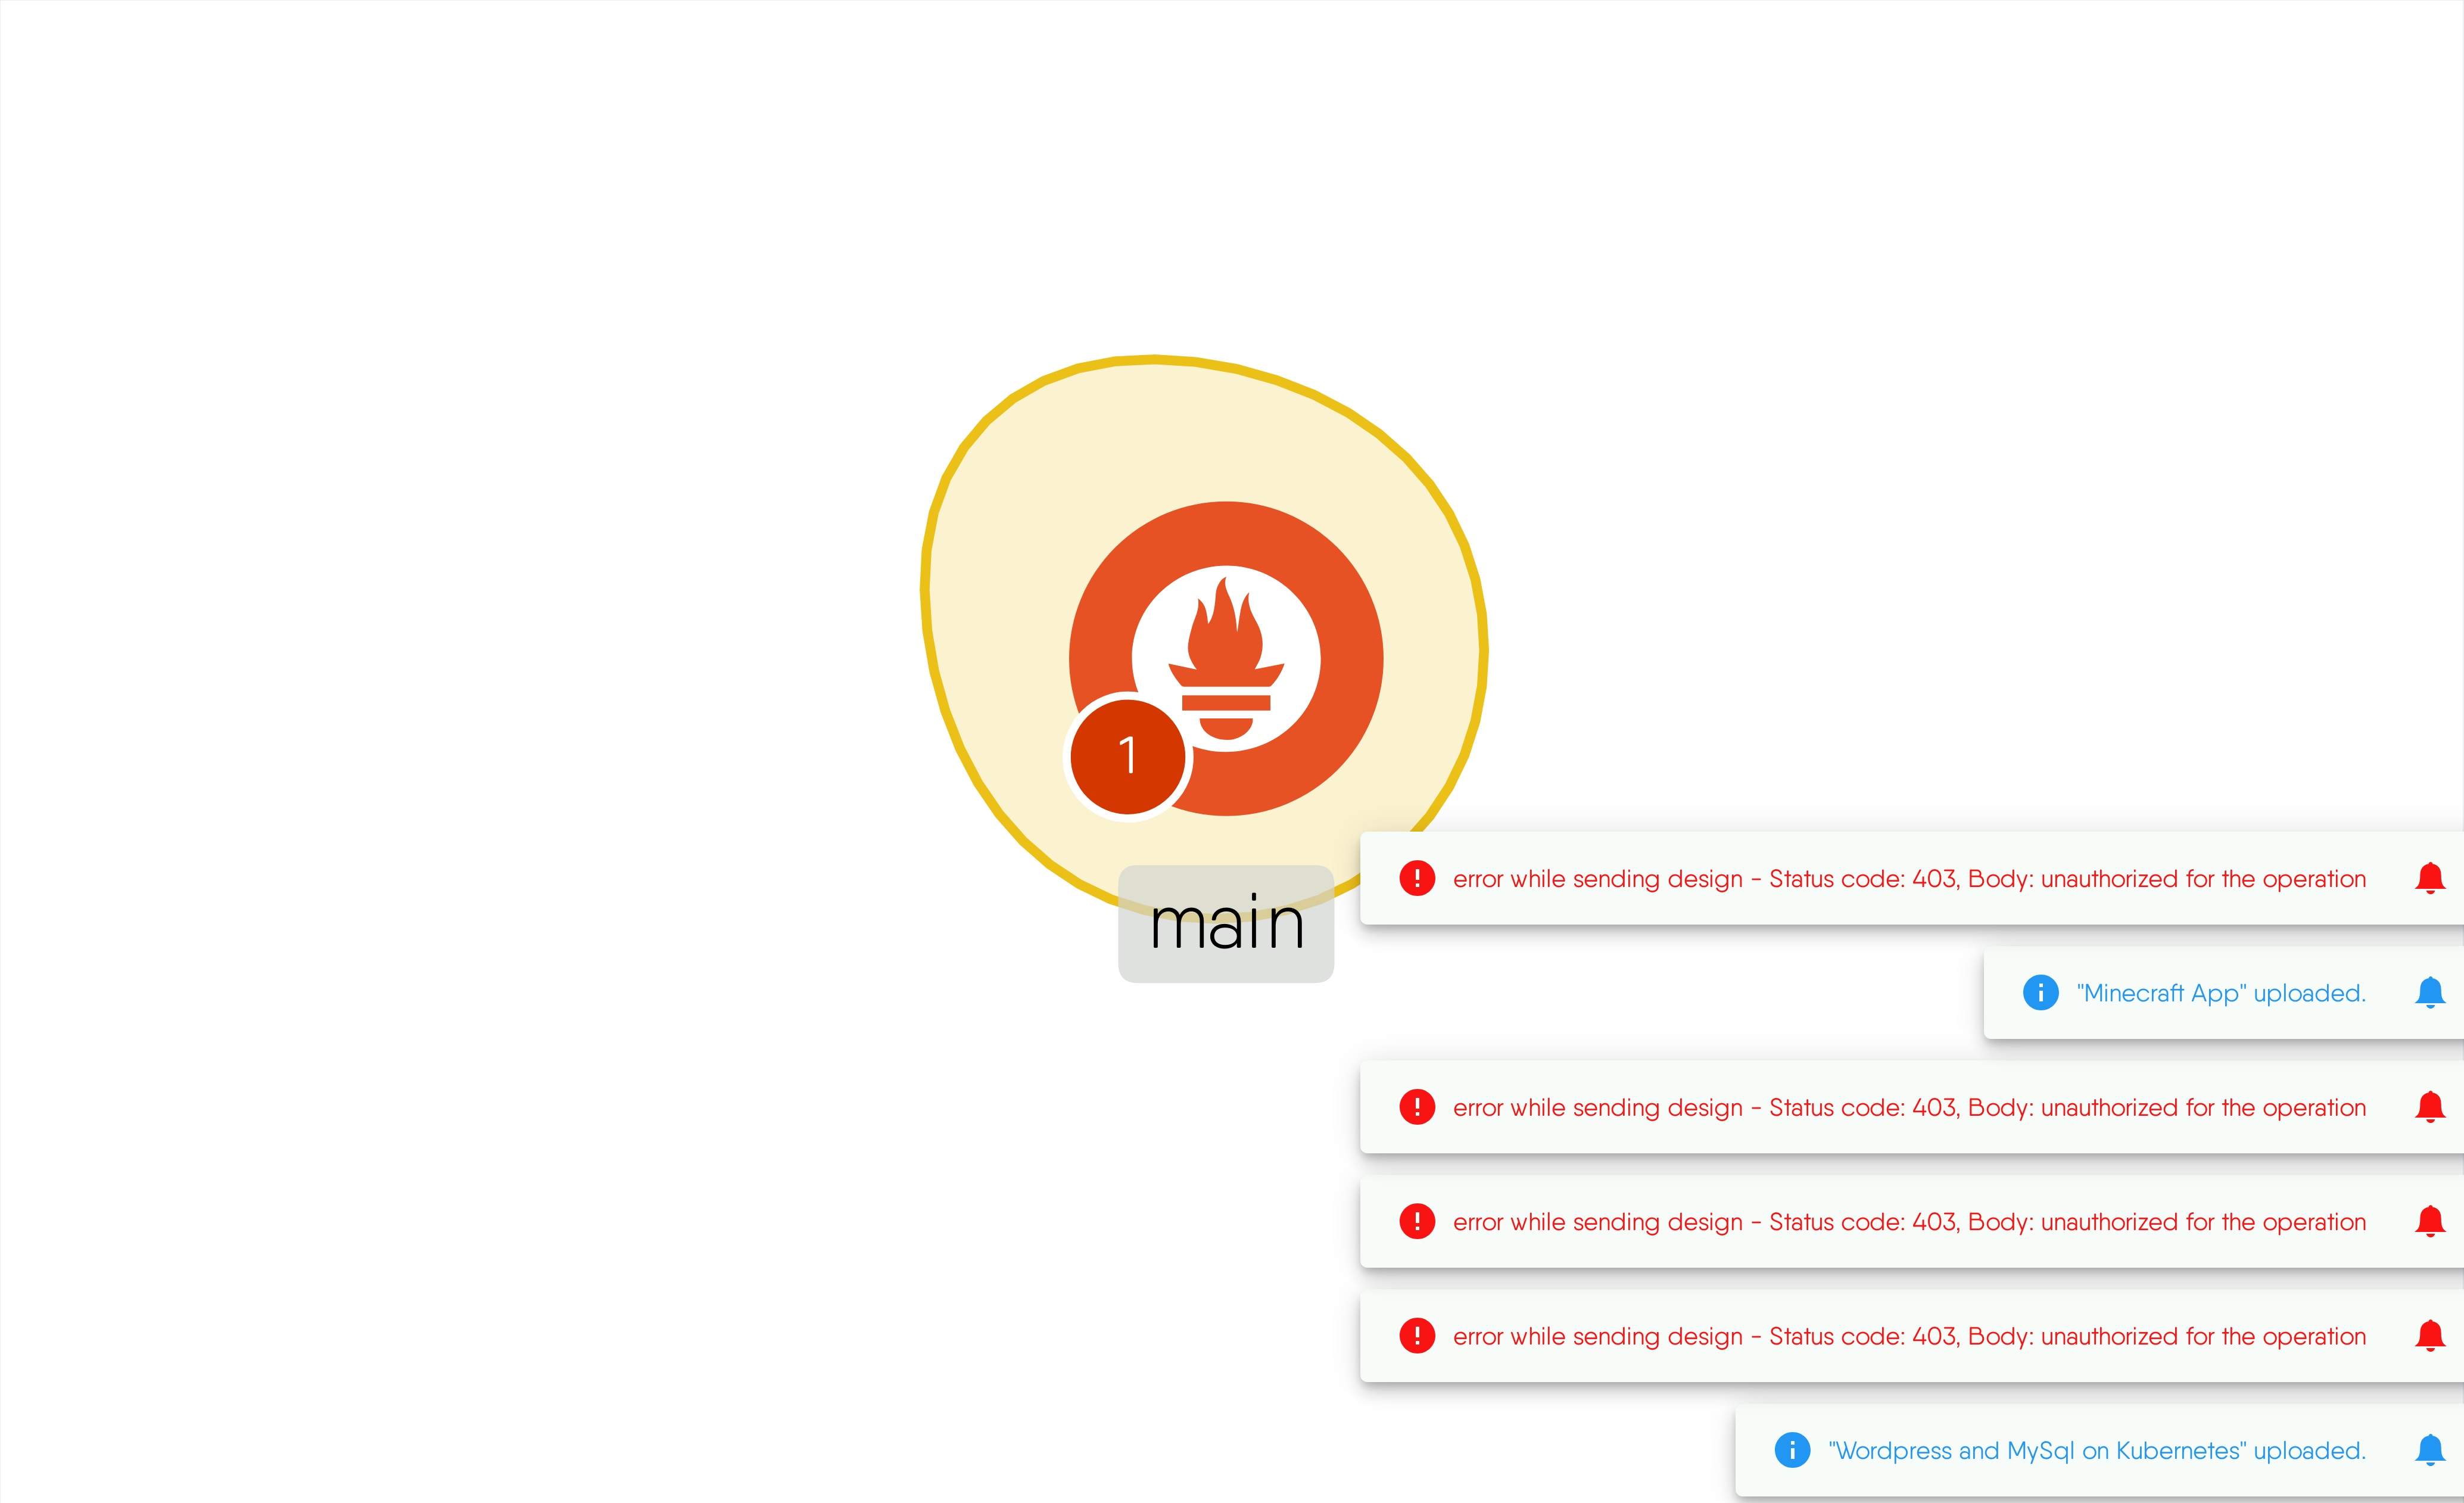 1
main
error while sending design - Status code: 403, Body: unauthorized for the operation
"Minecraft App" uploaded.
error while sending design - Status code: 403, Body: unauthorized for the operation
error while sending design - Status code: 403, Body: unauthorized for the operation
error while sending design - Status code: 403, Body: unauthorized for the operation
"Wordpress and MySql on Kubernetes" uploaded.